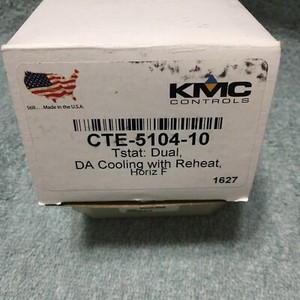 KMC
CONTROLS
Still.... Made in the U.S.A.
CTE-5104-10
Tstat: Dual,
DA Cooling with Reheat,
Horiz F
1627